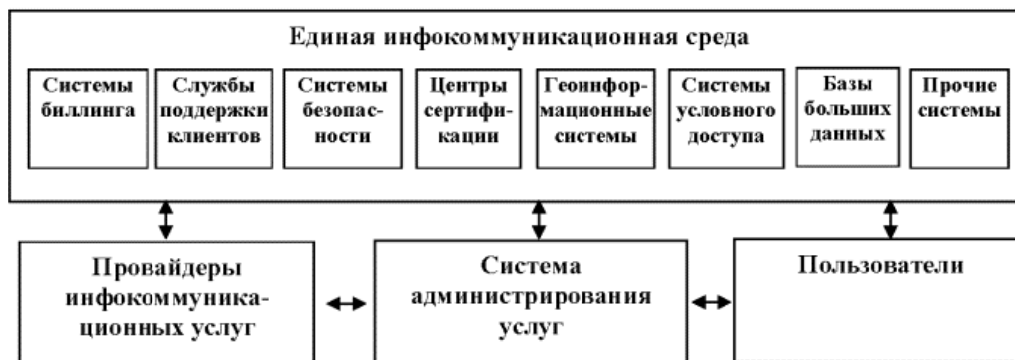 Единая инфокоммуникационная среда
Системы
биллинга
Службы
поддержки
клиентов
Системы
безопас-
ности
Центры
сертифи-
кации
Геоинфор-
мационные
системы
Системы
условного
доступа
Базы
больших
данных
Прочие
системы
Провайдеры
инфокоммуника-
ционных услуг
Система
администрирования
услуг
Пользователи